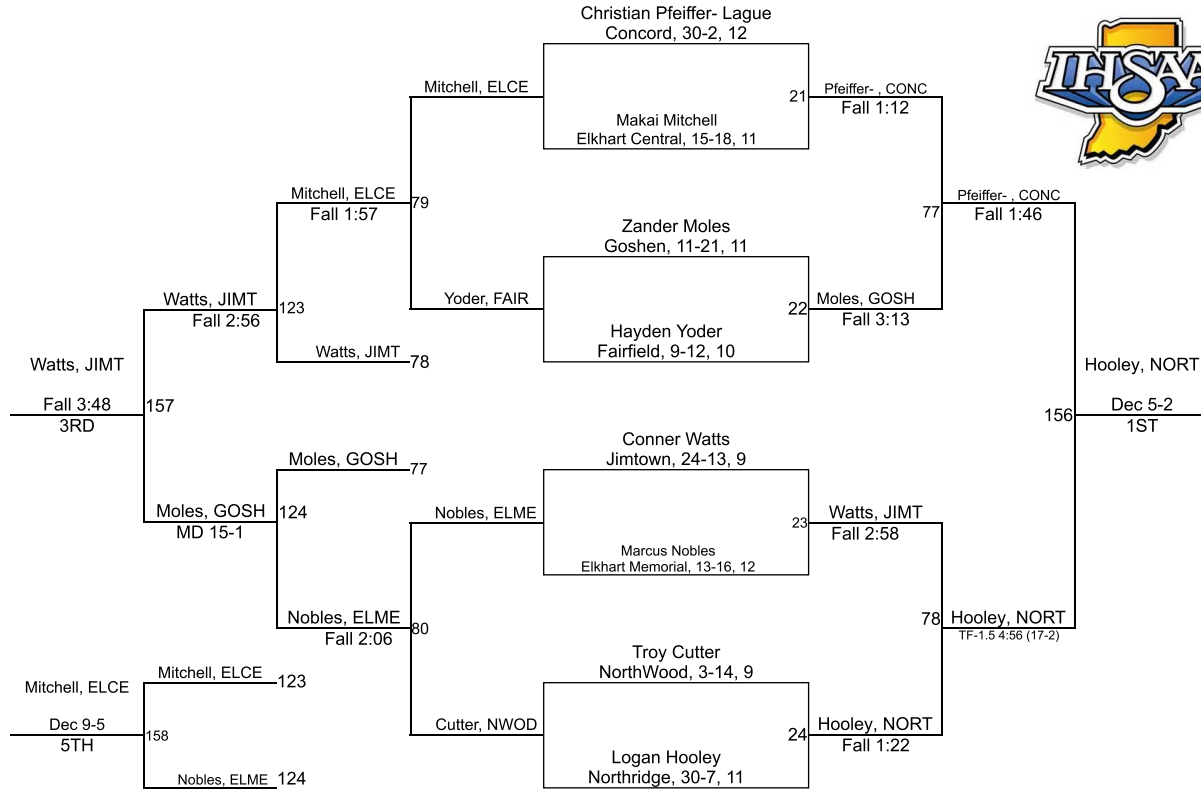 Christian Pfeiffer- Lague
Concord, 30-2, 12
IHSAA
Mitchell, ELCE
21
Pfeiffer- , CONC
Fall 1:12
Makai Mitchell
Elkhart Central, 15-18, 11
Mitchell, ELCE
Fall 1:57
79
77
Pfeiffer- , CONC
Fall 1:46
Zander Moles
Goshen, 11-21, 11
Watts, JIMT
Fall 2:56
123
Yoder, FAIR
22
Moles, GOSH
Fall 3:13
Hayden Yoder
Fairfield, 9-12, 10
Watts, JIMT
78
Watts, JIMT
Fall 3:48
3RD
157
Hooley, NORT
156
Dec 5-2
1ST
Conner Watts
Jimtown, 24-13, 9
Moles, GOSH
77
Moles, GOSH
MD 15-1
124
Nobles, ELME
23
Watts, JIMT
Fall 2:58
Marcus Nobles
Elkhart Memorial, 13-16, 12
Nobles, ELME
Fall 2:06
80
78
Hooley, NORT
TF-1.5 4:56 (17-2)
Troy Cutter
NorthWood, 3-14, 9
Mitchell, ELCE
123
Mitchell, ELCE
Dec 9-5
5TH
158
Cutter, NWOD
24
Hooley, NORT
Fall 1:22
Logan Hooley
Northridge, 30-7, 11
Nobles, ELME
124